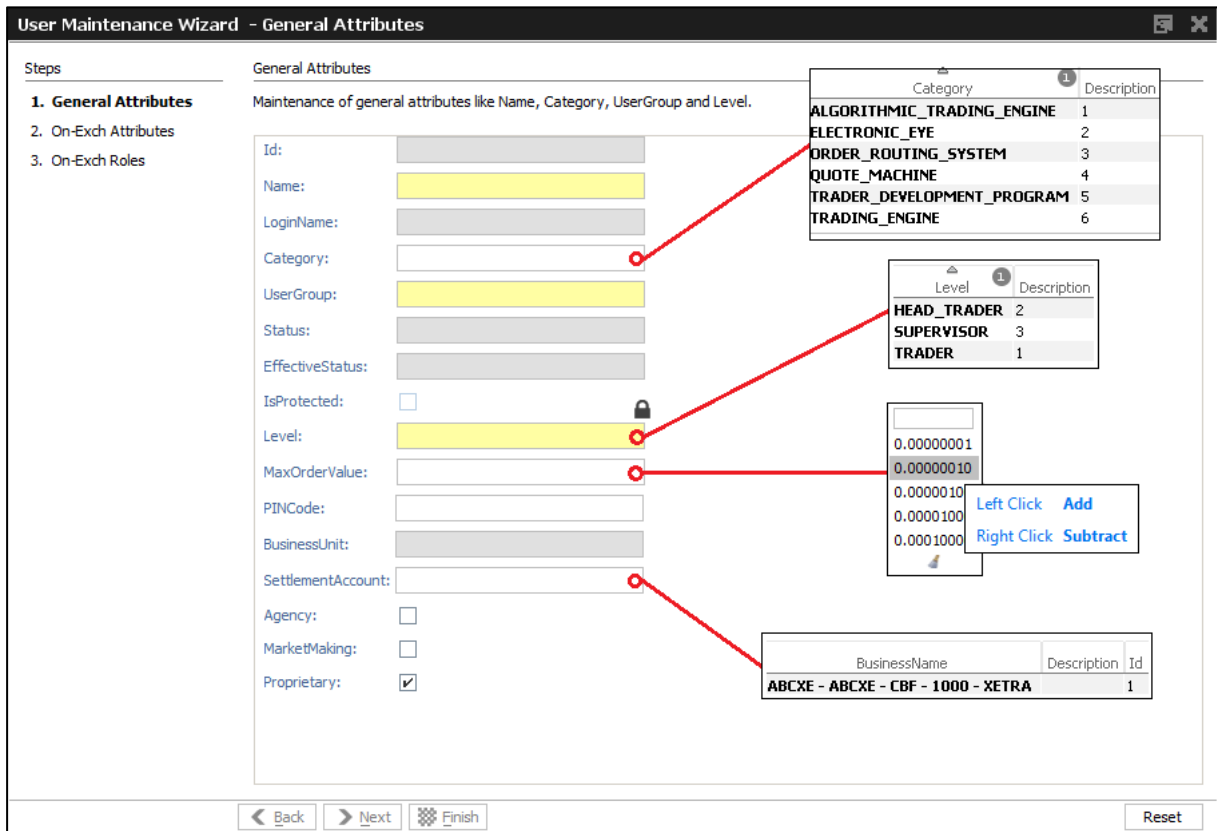 User Maintenance Wizard - General Attributes
Steps
1. General Attributes
2. On-Exch Attributes
3. On-Exch Roles
General Attributes
Maintenance of general attributes like Name, Category, UserGroup and Level.
Id:
Name:
LoginName:
Category:
UserGroup:
Status:
EffectiveStatus:
IsProtected:
Level:
MaxOrderValue:
PINCode:
BusinessUnit:
SettlementAccount:
Agency:
MarketMaking:
Proprietary:
Category 1 Description
ALGORITHMIC_TRADING_ENGINE 1
ELECTRONIC_EYE 2
ORDER_ROUTING_SYSTEM 3
QUOTE_MACHINE 4
TRADER_DEVELOPMENT_PROGRAM 5
TRADING_ENGINE 6
Level 1 Description
HEAD_TRADER 2
SUPERVISOR 3
TRADER 1
0.00000001
0.00000010
0.0000010
0.0000100
0.0001000
Left Click Add
Right Click Subtract
BusinessName Description Id
ABCXE - ABCXE - CBF - 1000 - XETRA 1
Back Next Finish Reset